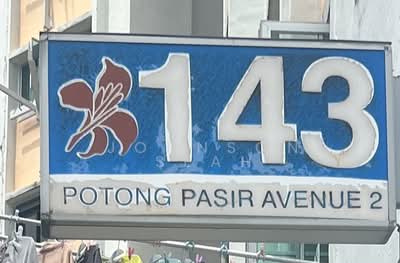 143
POTONG PASIR AVENUE 2